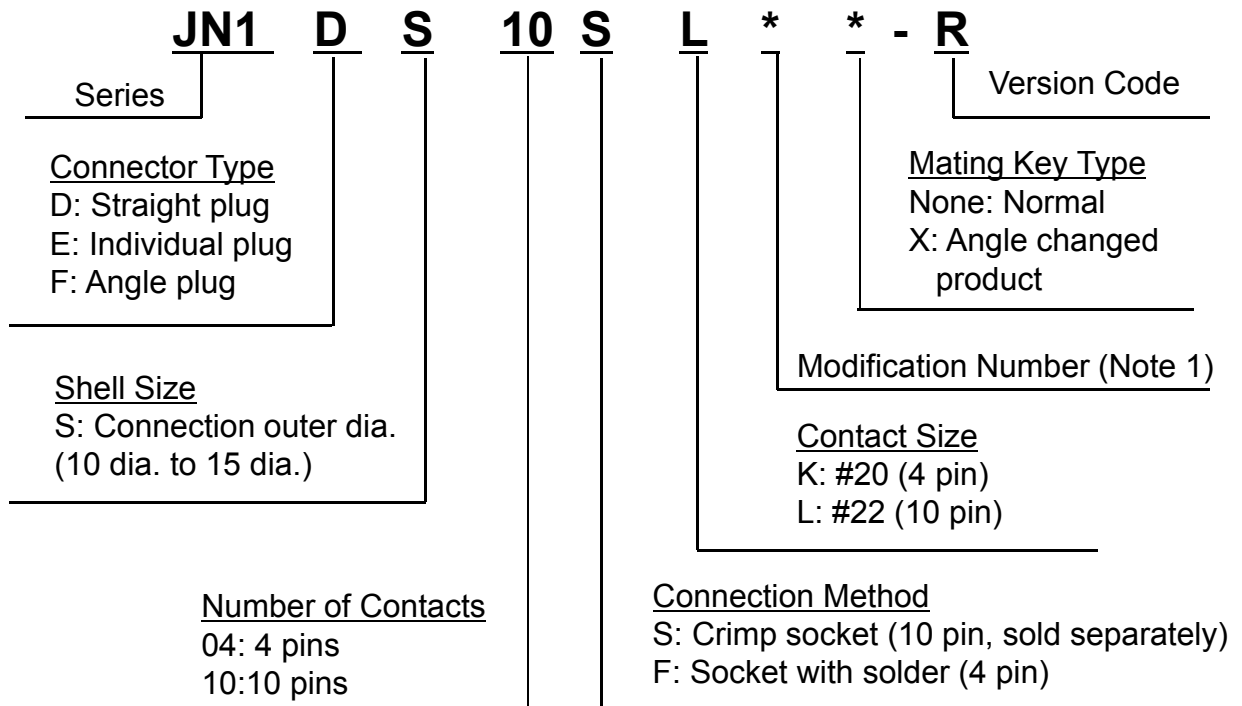 JN1 D S 10 S L * * - R
Series
Version Code
Connector Type
D: Straight plug
E: Individual plug
F: Angle plug
Mating Key Type
None: Normal
X: Angle changed
product
Shell Size
S: Connection outer dia.
(10 dia. to 15 dia.)
Modification Number (Note 1)
Contact Size
K: #20 (4 pin)
L: #22 (10 pin)
Number of Contacts
04: 4 pins
10:10 pins
Connection Method
S: Crimp socket (10 pin, sold separately)
F: Socket with solder (4 pin)